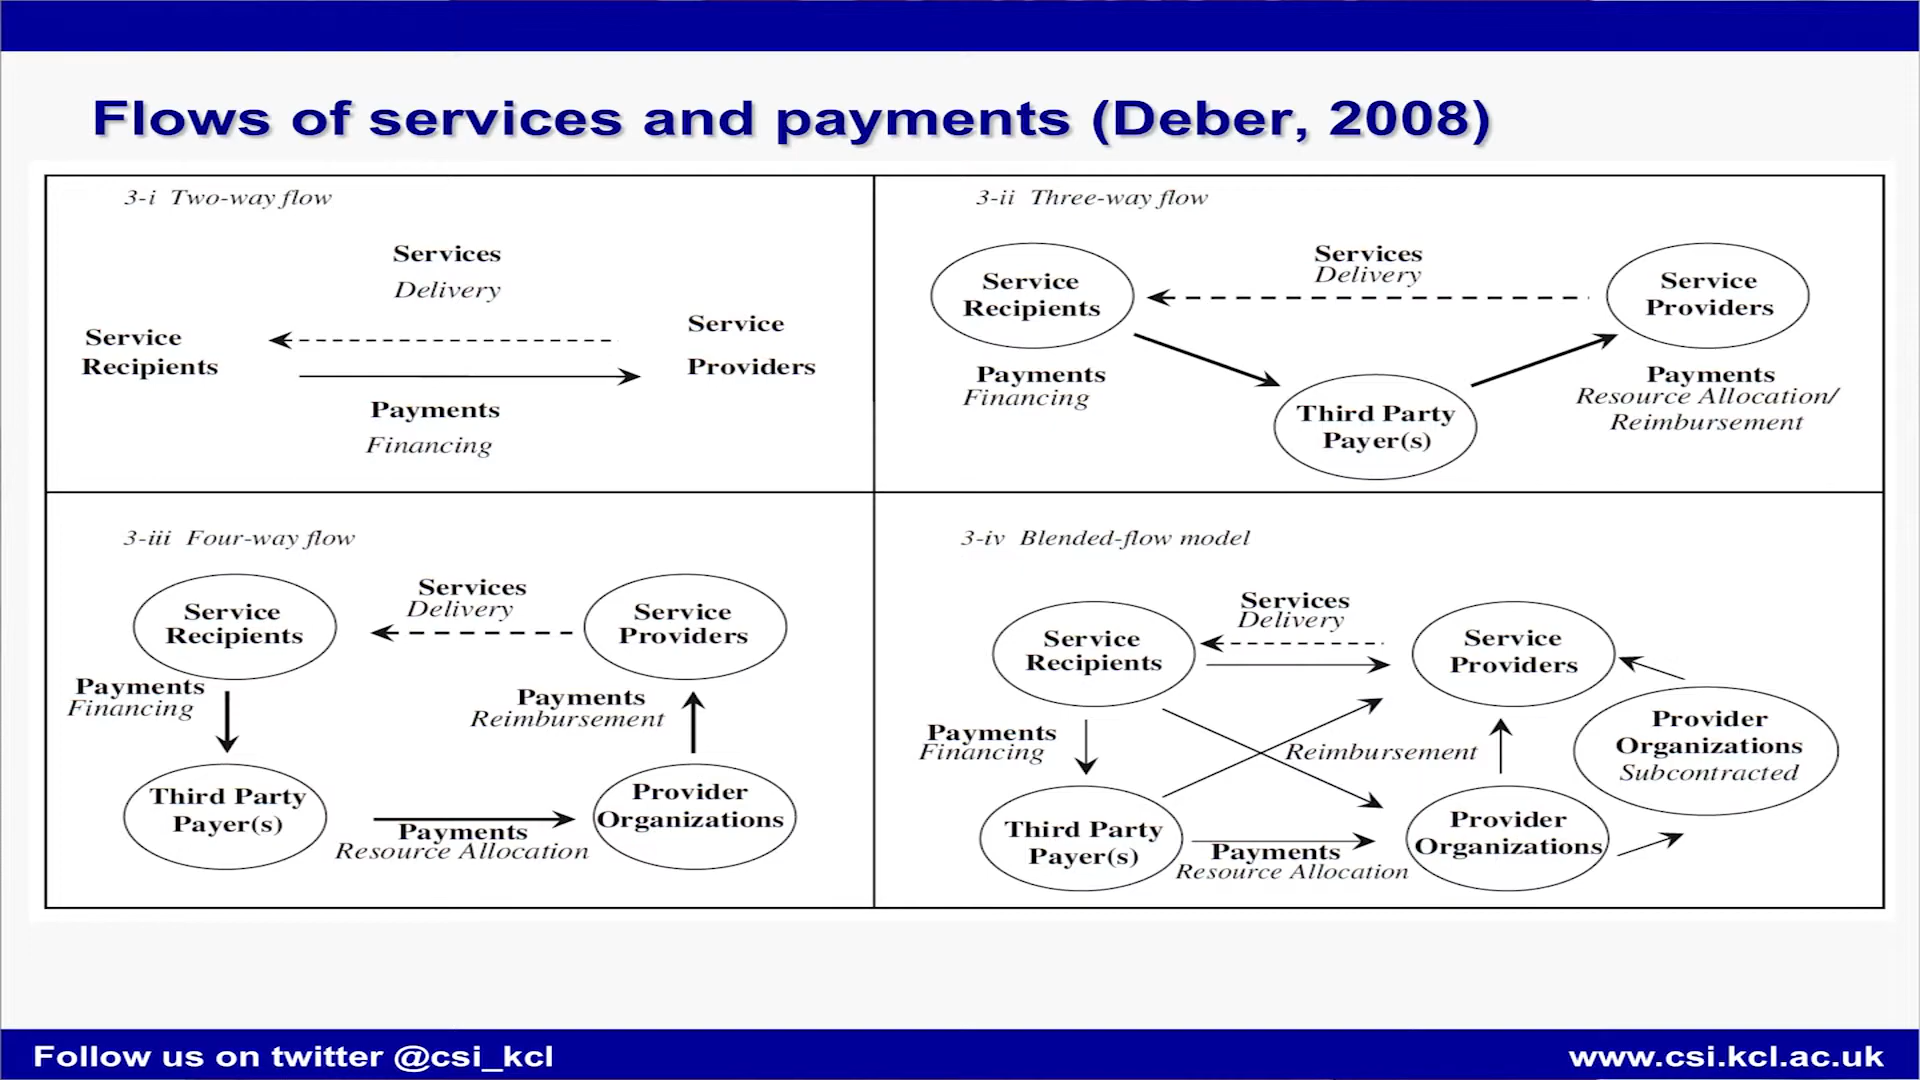 Flows of services and payments (Deber, 2008)
3-i Two-way flow
Services
Delivery
Service
Recipients
Service
Providers
Payments
Financing
3-ii Three-way flow
Service
Recipients
Services
Delivery
Service
Providers
Payments
Financing
Third Party
Payer(s)
Payments
Resource Allocation/
Reimbursement
3-iii Four-way flow
Service
Recipients
Services
Delivery
Service
Providers
Payments
Financing
Payments
Reimbursement
Third Party
Payer(s)
Payments
Resource Allocation
Provider
Organizations
3-iv Blended-flow model
Service
Recipients
Services
Delivery
Service
Providers
Payments
Financing
Reimbursement
Provider
Organizations
Subcontracted
Third Party
Payer(s)
Payments
Resource Allocation
Provider
Organizations
Follow us on twitter @csi_kcl
www.csi.kcl.ac.uk